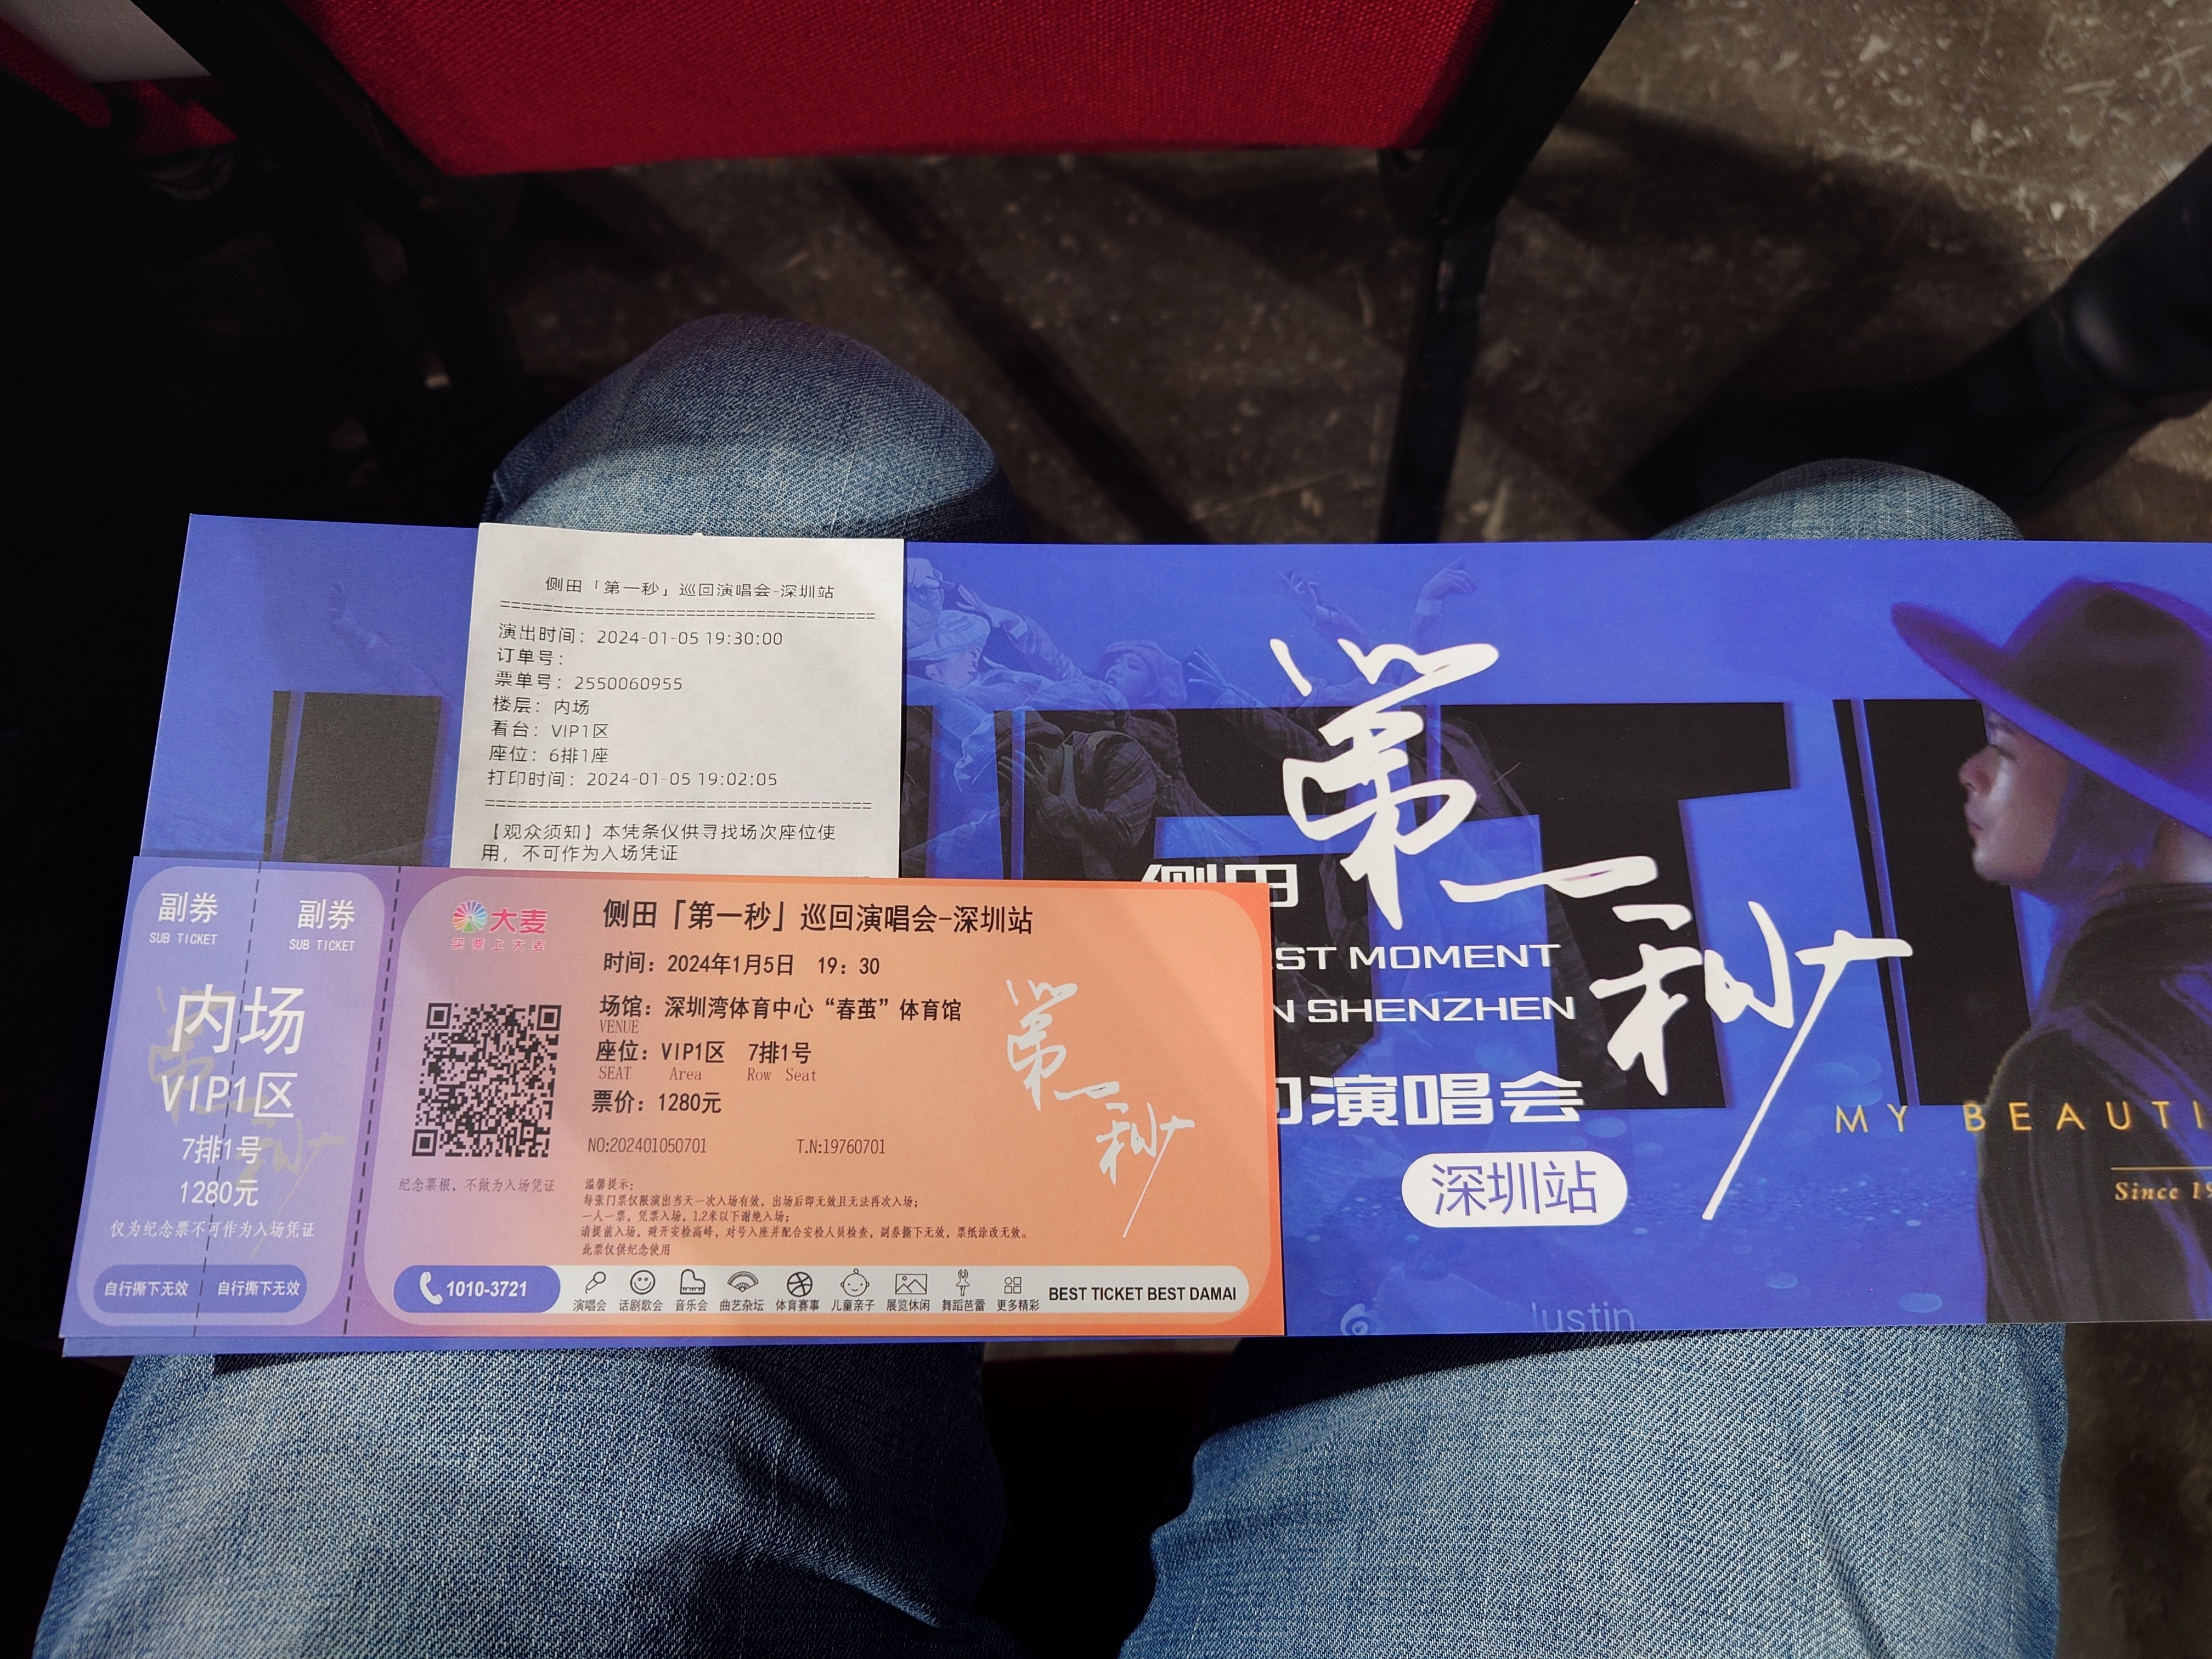 侧田「第一秒」巡回演唱会-深圳站
======================================
演出时间：2024-01-05 19:30:00
订单号：
票单号：2550060955
楼层：内场
看台：VIP1区
座位：6排1座
打印时间：2024-01-05 19:02:05
======================================
【观众须知】本凭条仅供寻找场次座位使
用，不可作为入场凭证
副券
SUB TICKET
副券
SUB TICKET
内场
VIP1区
7排1号
1280元
仅为纪念票不可作为入场凭证
自行撕下无效
自行撕下无效
大麦
买票上大麦
纪念票根，不做为入场凭证
侧田「第一秒」巡回演唱会-深圳站
时间：2024年1月5日 19：30
场馆：深圳湾体育中心“春茧”体育馆
VENUE
座位：VIP1区 7排1号
SEAT Area Row Seat
票价：1280元
NO:202401050701 T.N:19760701
温馨提示：
每张门票仅限演出当天一次入场有效，出场后即无效且无法再次入场；
一人一票，凭票入场，1.2米以下谢绝入场；
请提前入场，避开安检高峰，对号入座并配合安检人员检查，副券撕下无效，票纸涂改无效。
此票仅供纪念使用
第一秒
1010-3721
演唱会 话剧歌会 音乐会 曲艺杂坛 体育赛事 儿童亲子 展览休闲 舞蹈芭蕾 更多精彩
BEST TICKET BEST DAMAI
第一秒
侧田
ST MOMENT
N SHENZHEN
演唱会
深圳站
MY BEAUTI
Since 19
Justin